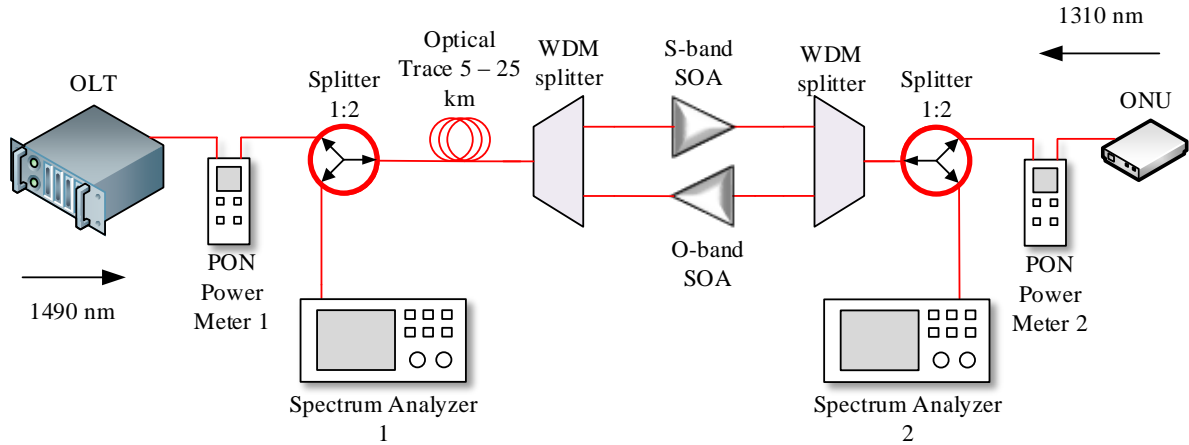 1310 nm
Optical
Trace 5 – 25
km
WDM
splitter
S-band
SOA
WDM
splitter
OLT
Splitter
1:2
Splitter
1:2
ONU
O-band
SOA
PON
Power
Meter 1
PON
Power
Meter 2
1490 nm
Spectrum Analyzer
1
Spectrum Analyzer
2